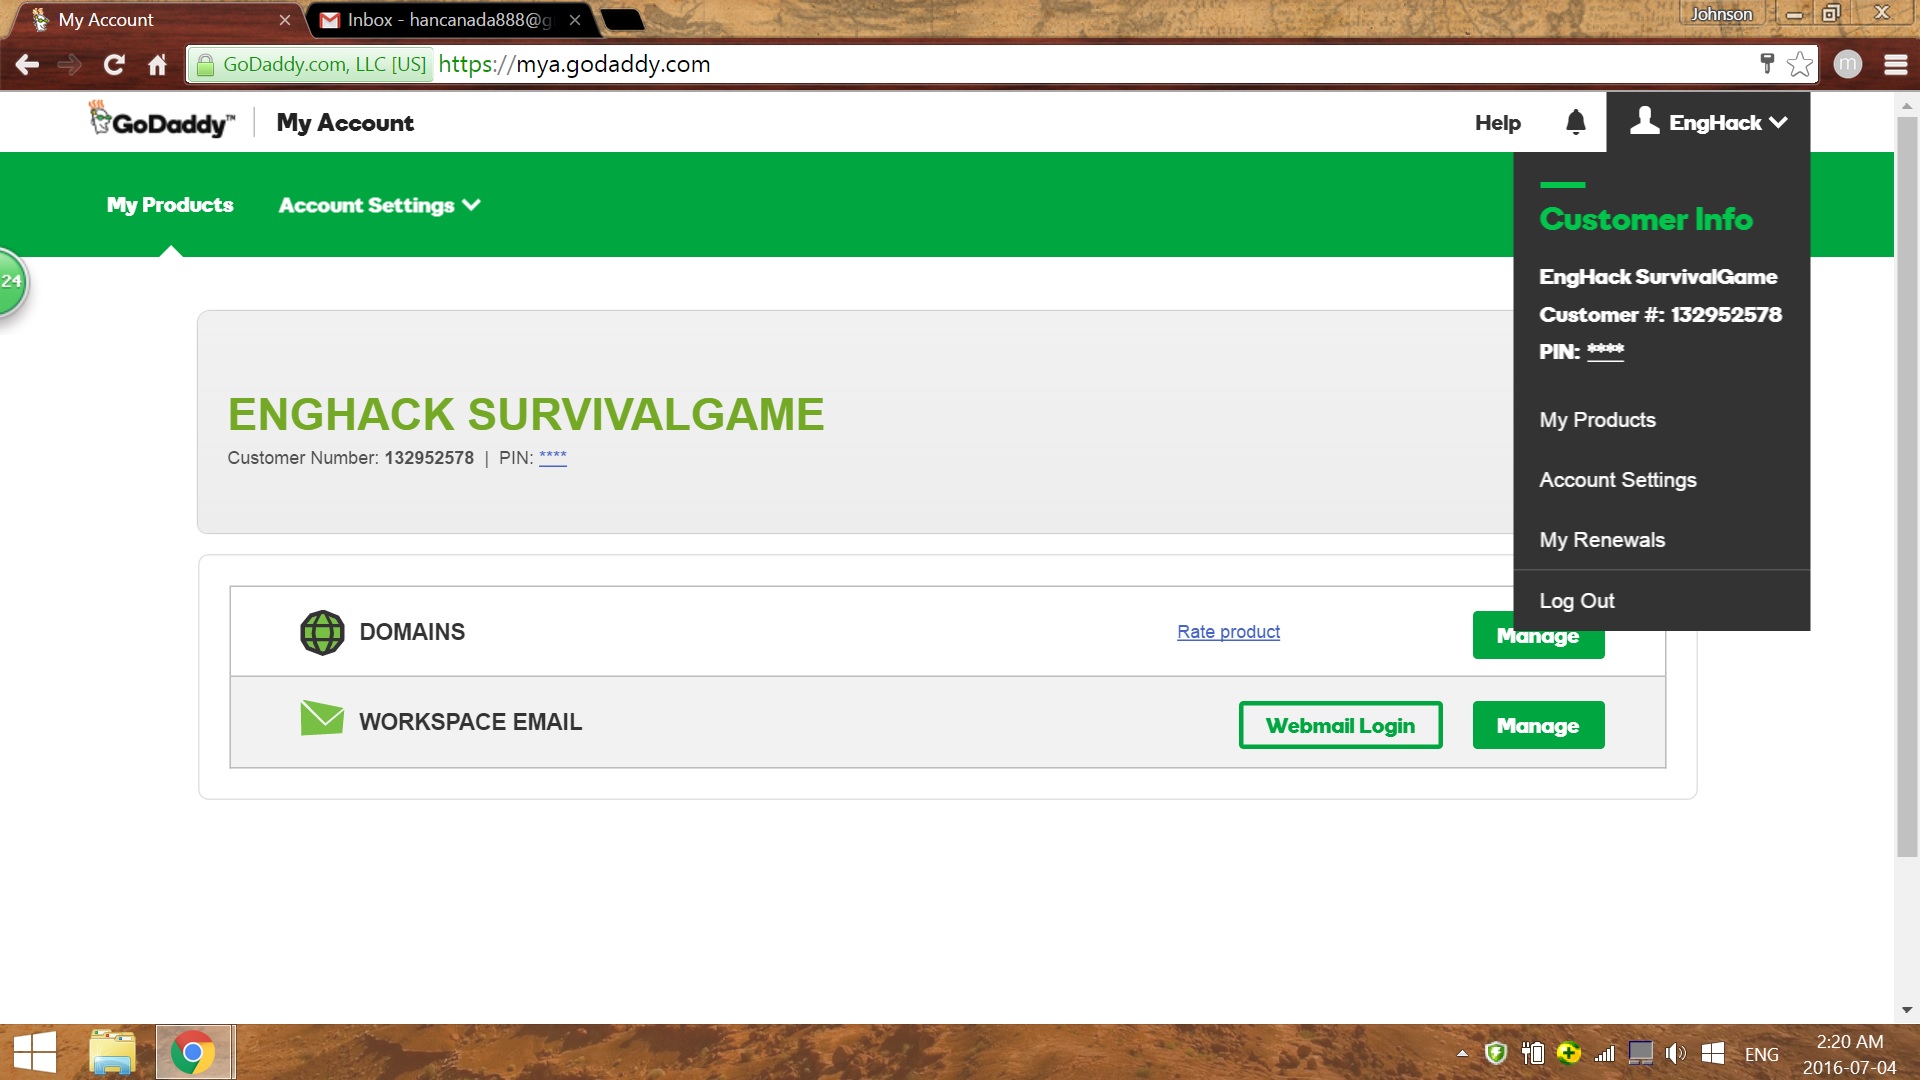 My Account
Inbox - hancanada888@g
Johnson
GoDaddy.com, LLC [US] https://mya.godaddy.com
m
GoDaddy™ My Account
Help
EngHack
My Products
Account Settings
24
Customer Info
EngHack SurvivalGame
Customer #: 132952578
PIN: ****
My Products
Account Settings
My Renewals
Log Out
ENGHACK SURVIVALGAME
Customer Number: 132952578 | PIN: ****
DOMAINS
Rate product
Manage
WORKSPACE EMAIL
Webmail Login
Manage
ENG
2:20 AM
2016-07-04